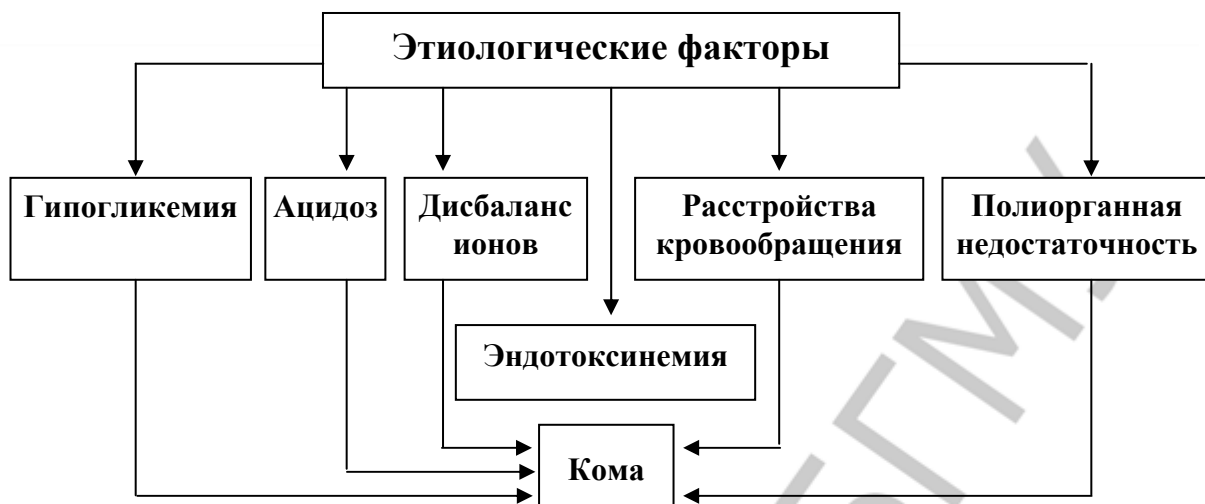 Этиологические факторы
Гипогликемия
Ацидоз
Дисбаланс
ионов
Расстройства
кровообращения
Полиорганная
недостаточность
Эндотоксинемия
Кома